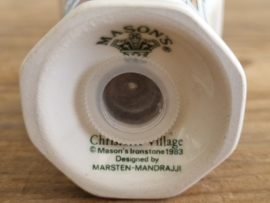 MASON'S
Christmas Village
© Mason's Ironstone 1983
Designed by
MARSTEN-MANDRAJJI